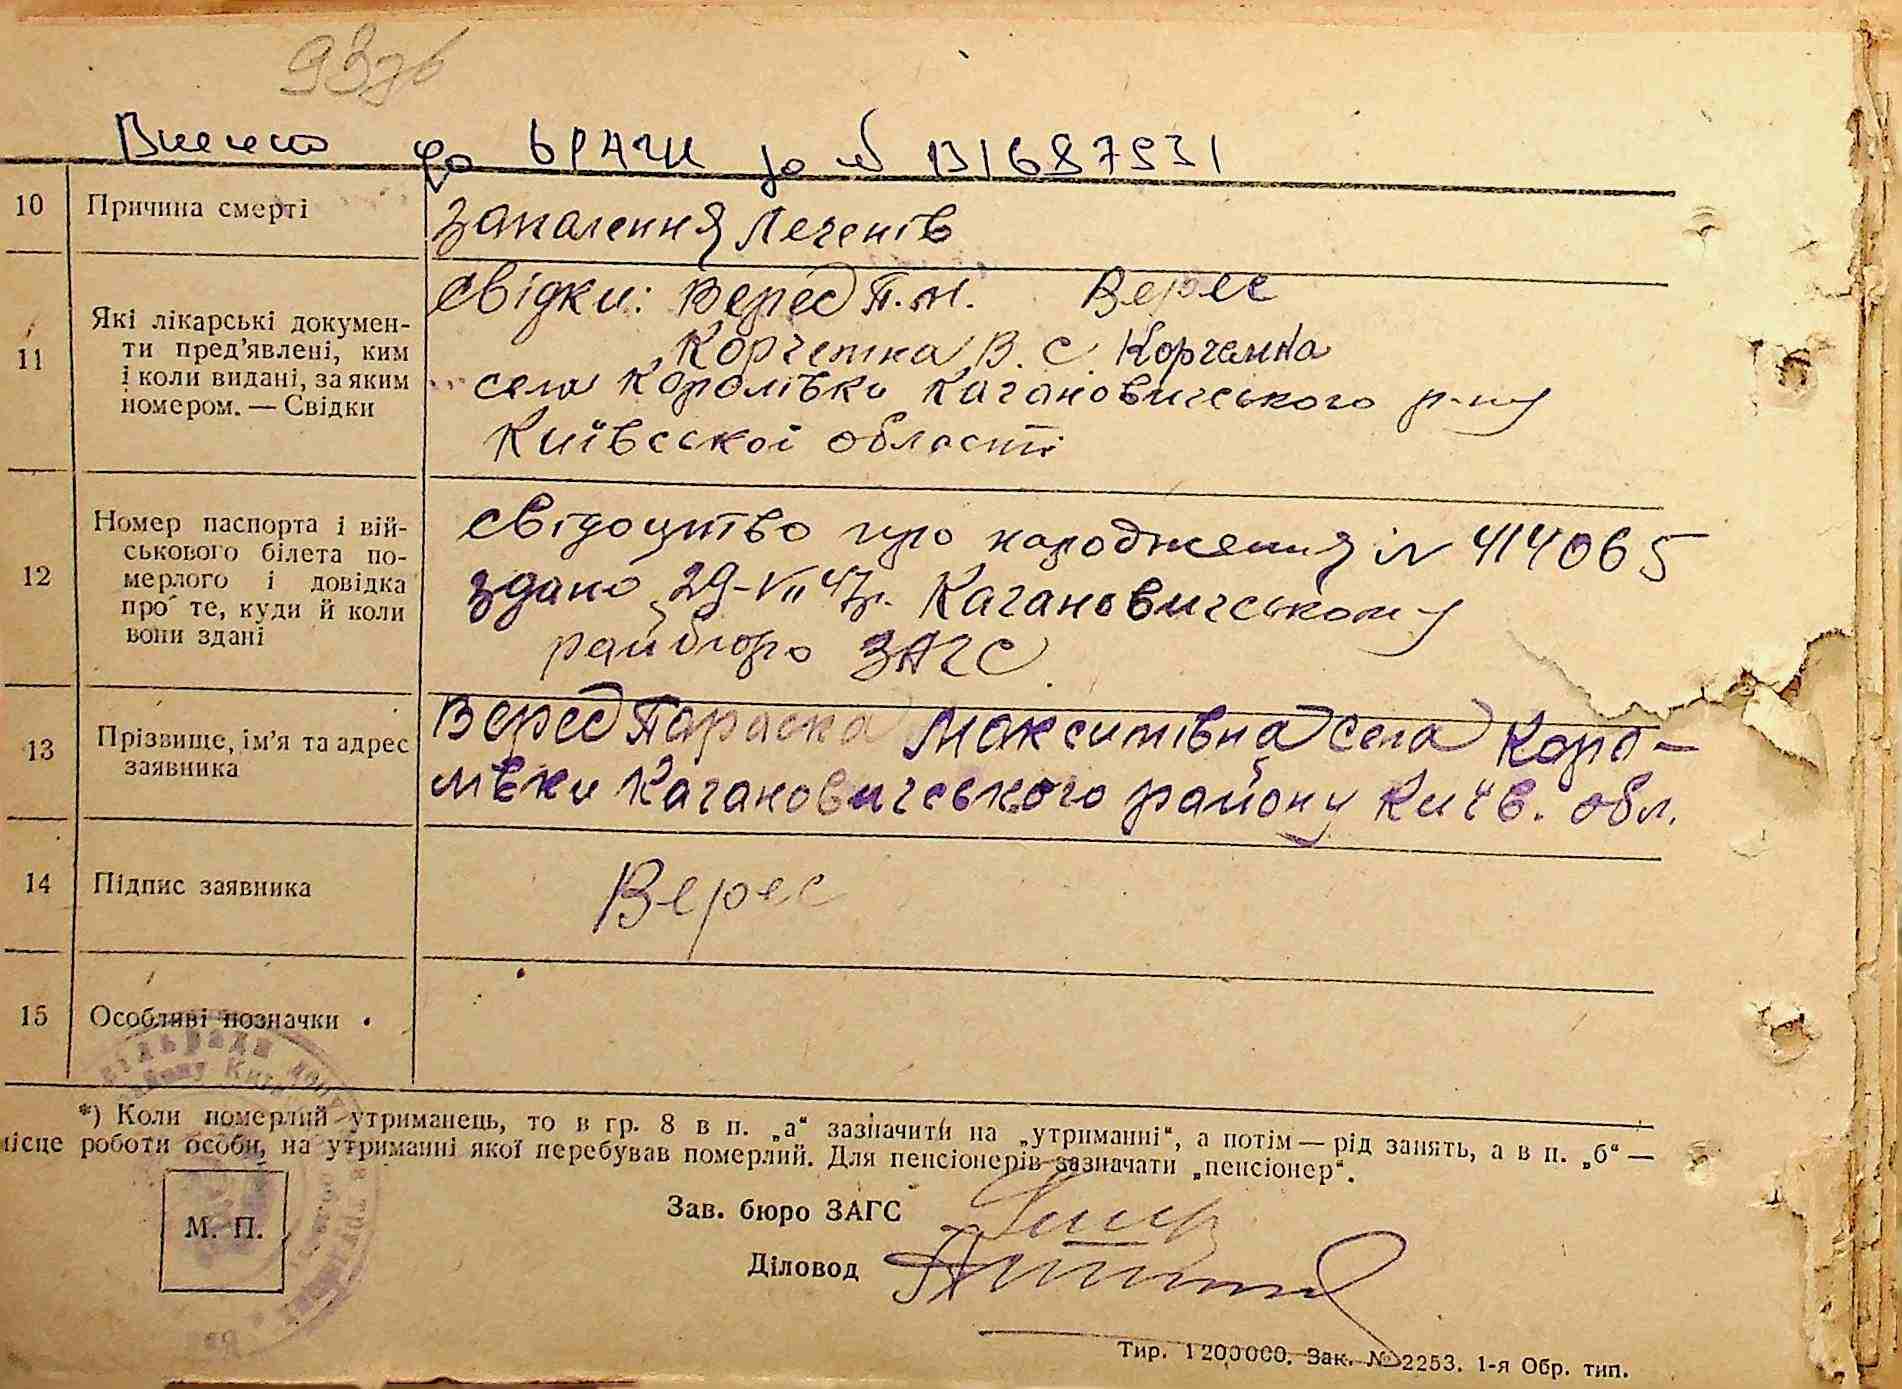 93 зв
Внесено до ДРАЦС за №
10 Причина смерті
запалення Легенів
11 Які лікарські докумен-
ти пред'явлені, ким
і коли видані, за яким
номером. — Свідки
Свідки: Верес П.М. Верес
В. С.
села Королівки Кагановичського р-ну
Київської області
12 Номер паспорта і вій-
ськового білета по-
мерлого і довідка
про те, куди й коли
вони здані
Свідоцтво про народження № 414065
здано 29-VII 47р. Кагановичському
райбюро ЗАГС
13 Прізвище, ім'я та адрес
заявника
Верес Параска Максимівна села Коро-
лівки Кагановичського району Київ. обл.
14 Підпис заявника
Верес
15 Особливі позначки
*) Коли померлий утриманець, то в гр. 8 в п. „а“ зазначити на „утриманні“, а потім — рід занять, а в п. „б“ —
місце роботи особи, на утриманні якої перебував померлий. Для пенсіонерів зазначати „пенсіонер“.
М. П.
Зав. бюро ЗАГС
Діловод
Тир. 1200000. Зак. № 2253. 1-я Обр. тип.